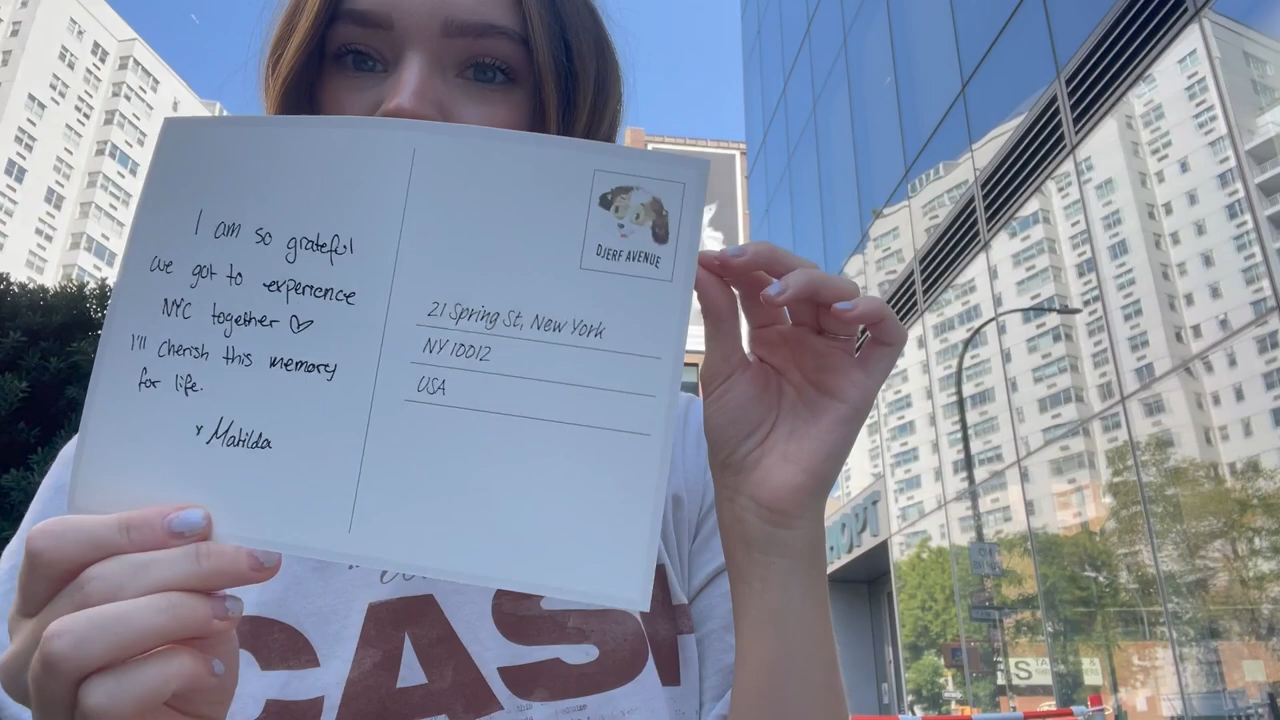 I am so grateful
we got to experience
NYC together ♡
I'll cherish this memory
for life.
x Matilda
DJERF AVENUE
21 Spring St, New York
NY 10012
USA
CAS